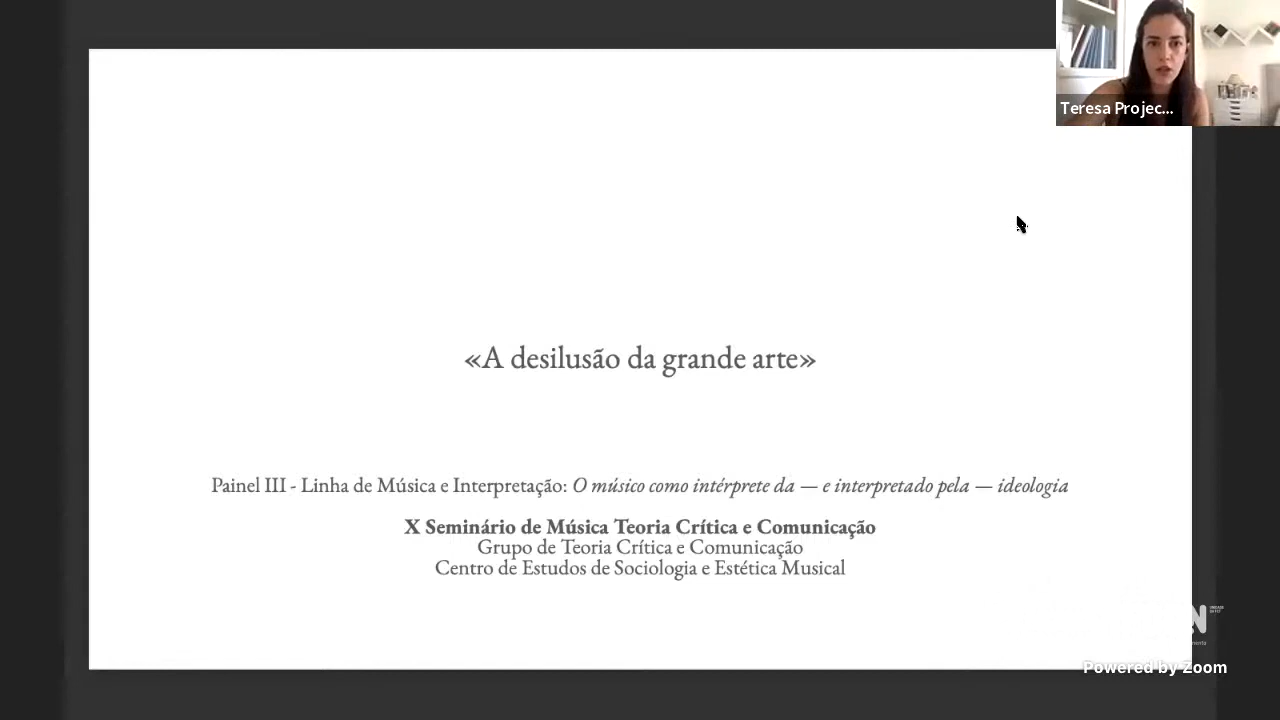 Teresa Projec...
«A desilusão da grande arte»
Painel III - Linha de Música e Interpretação: O músico como intérprete da — e interpretado pela — ideologia
X Seminário de Música Teoria Crítica e Comunicação
Grupo de Teoria Crítica e Comunicação
Centro de Estudos de Sociologia e Estética Musical
Powered by Zoom